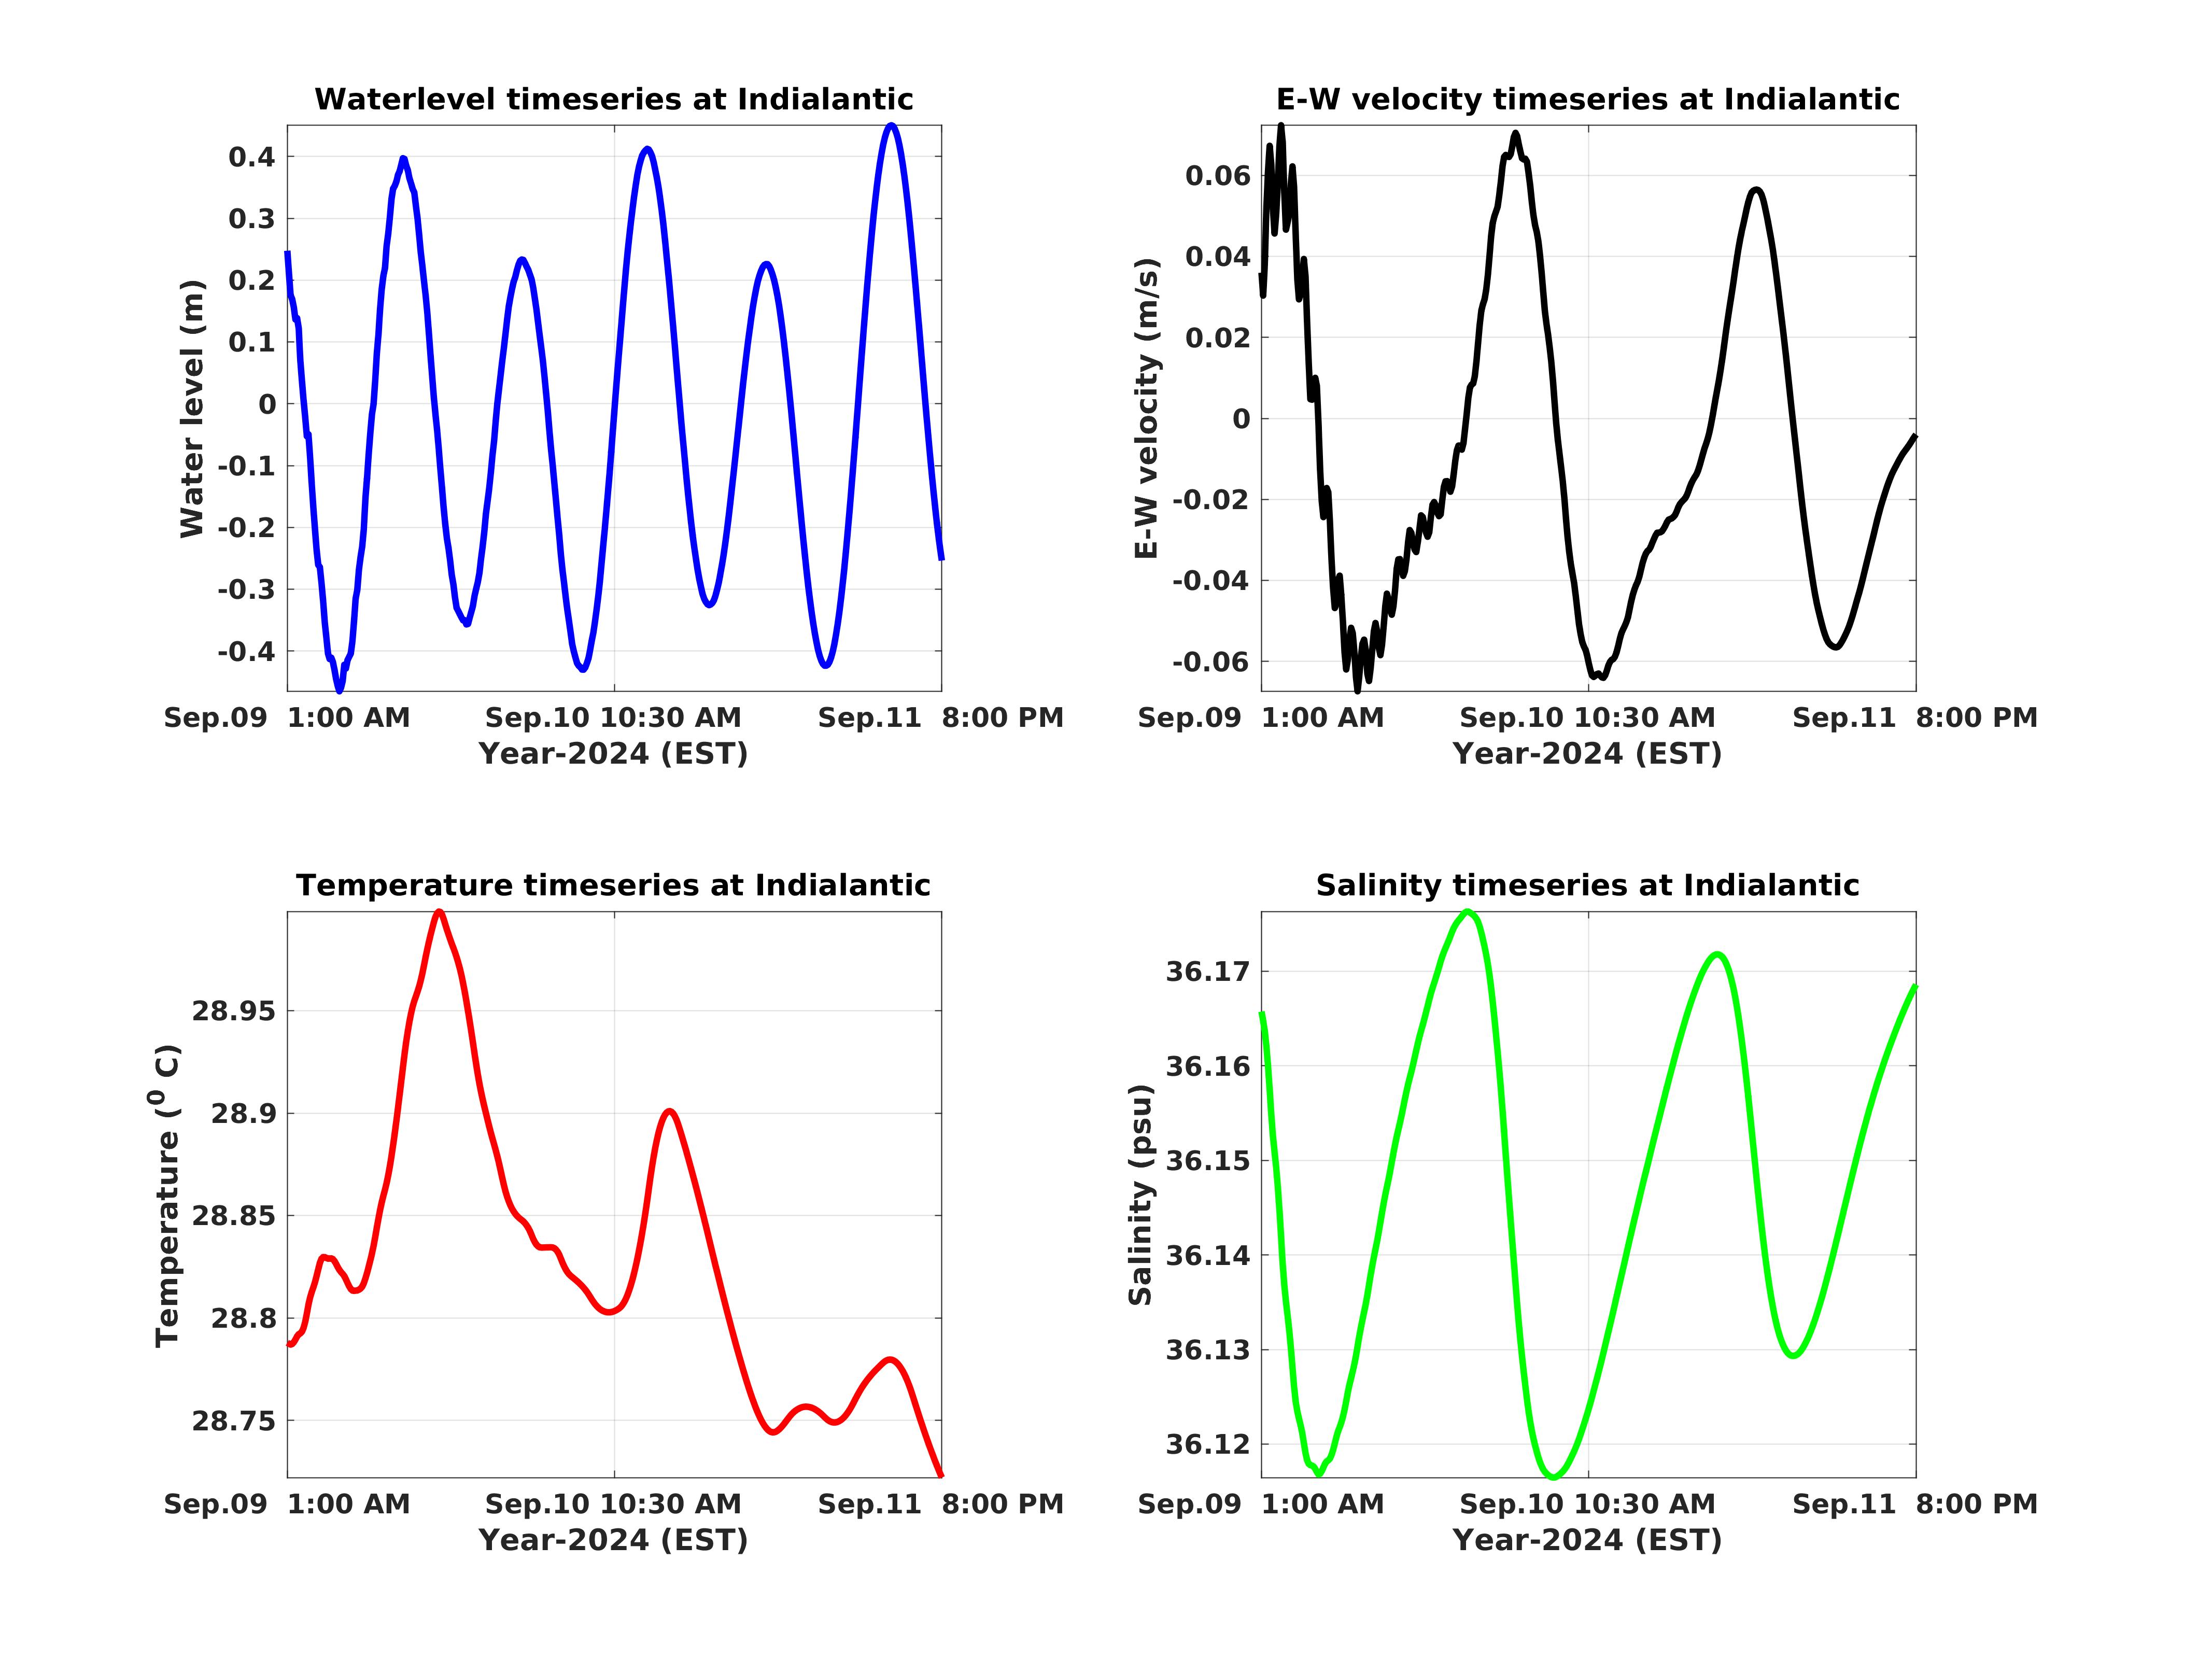 Waterlevel timeseries at Indialantic
Water level (m)
0.4
0.3
0.2
0.1
0
-0.1
-0.2
-0.3
-0.4
Sep.09 1:00 AM Sep.10 10:30 AM Sep.11 8:00 PM
Year-2024 (EST)
E-W velocity timeseries at Indialantic
E-W velocity (m/s)
0.06
0.04
0.02
0
-0.02
-0.04
-0.06
Sep.09 1:00 AM Sep.10 10:30 AM Sep.11 8:00 PM
Year-2024 (EST)
Temperature timeseries at Indialantic
Temperature (⁰ C)
28.95
28.9
28.85
28.8
28.75
Sep.09 1:00 AM Sep.10 10:30 AM Sep.11 8:00 PM
Year-2024 (EST)
Salinity timeseries at Indialantic
Salinity (psu)
36.17
36.16
36.15
36.14
36.13
36.12
Sep.09 1:00 AM Sep.10 10:30 AM Sep.11 8:00 PM
Year-2024 (EST)